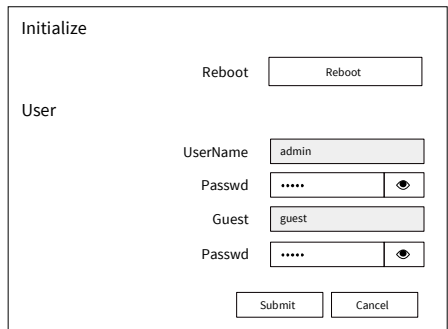 Initialize
Reboot Reboot
User
UserName admin
Passwd •••••
Guest guest
Passwd •••••
Submit Cancel